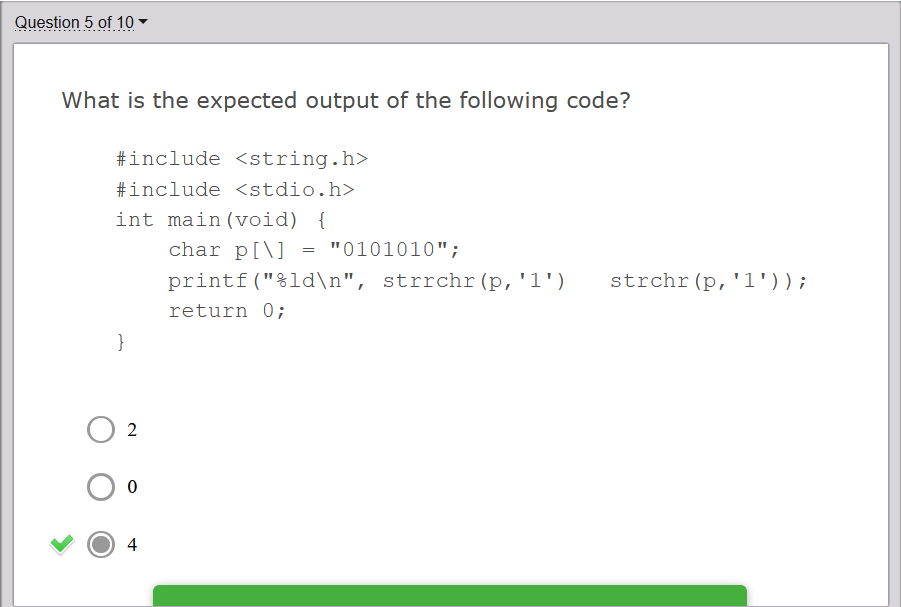 Question 5 of 10
What is the expected output of the following code?
#include <string.h>
#include <stdio.h>
int main(void) {
    char p[\] = "0101010";
    printf("%ld\n", strrchr(p,'1')   strchr(p,'1'));
    return 0;
}
2
0
4